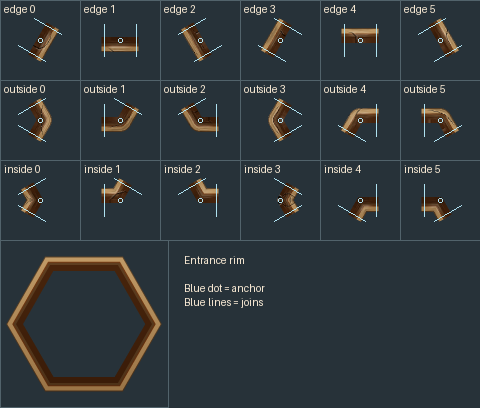 edge 0
edge 1
edge 2
edge 3
edge 4
edge 5
outside 0
outside 1
outside 2
outside 3
outside 4
outside 5
inside 0
inside 1
inside 2
inside 3
inside 4
inside 5
Entrance rim
Blue dot = anchor
Blue lines = joins